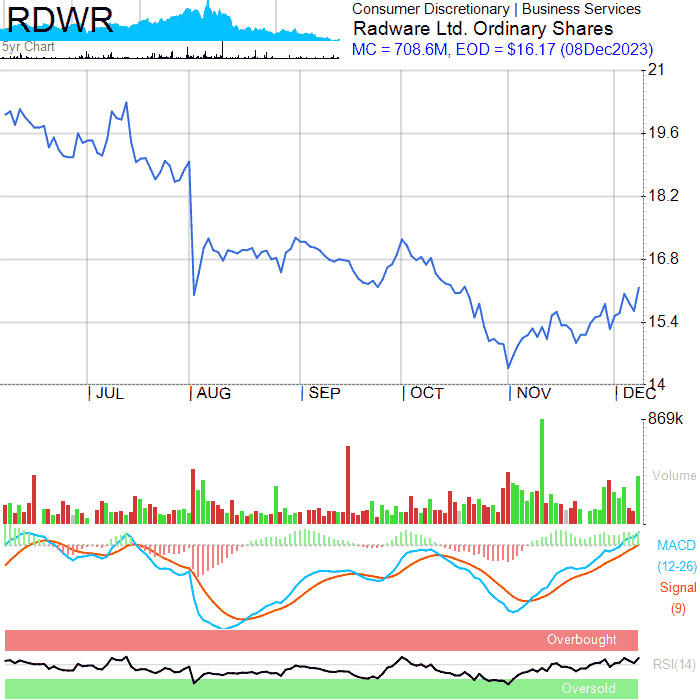 RDWR
5yr Chart
Consumer Discretionary | Business Services
Radware Ltd. Ordinary Shares
MC = 708.6M, EOD = $16.17 (08Dec2023)
21
19.6
18.2
16.8
15.4
14
JUL AUG SEP OCT NOV DEC
869k
Volume
MACD
(12-26)
Signal
(9)
Overbought
RSI(14)
Oversold